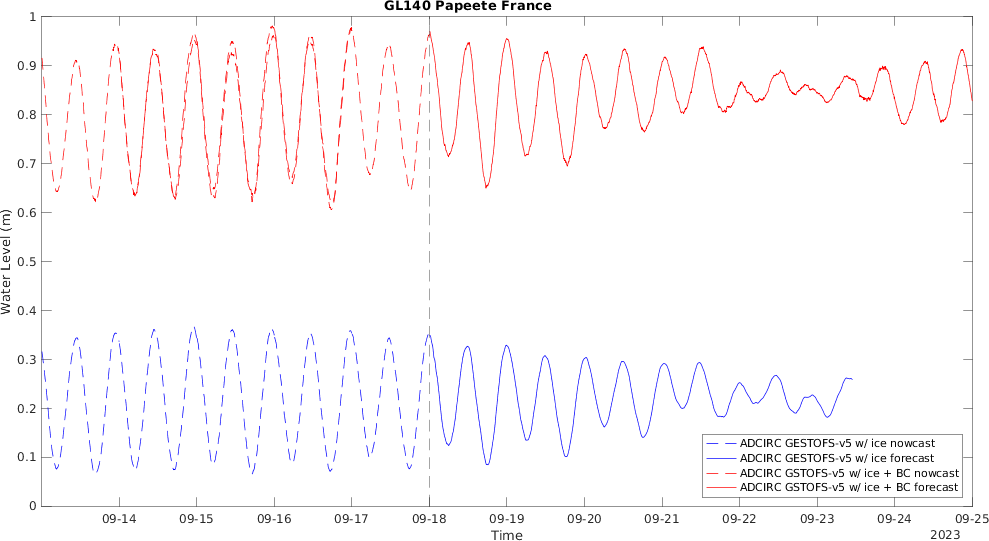 GL140 Papeete France
Water Level (m)
1
0.9
0.8
0.7
0.6
0.5
0.4
0.3
0.2
0.1
0
ADCIRC GESTOFS-v5 w/ ice nowcast
ADCIRC GESTOFS-v5 w/ ice forecast
ADCIRC GSTOFS-v5 w/ ice + BC nowcast
ADCIRC GSTOFS-v5 w/ ice + BC forecast
09-14 09-15 09-16 09-17 09-18 09-19 09-20 09-21 09-22 09-23 09-24 09-25
Time
2023